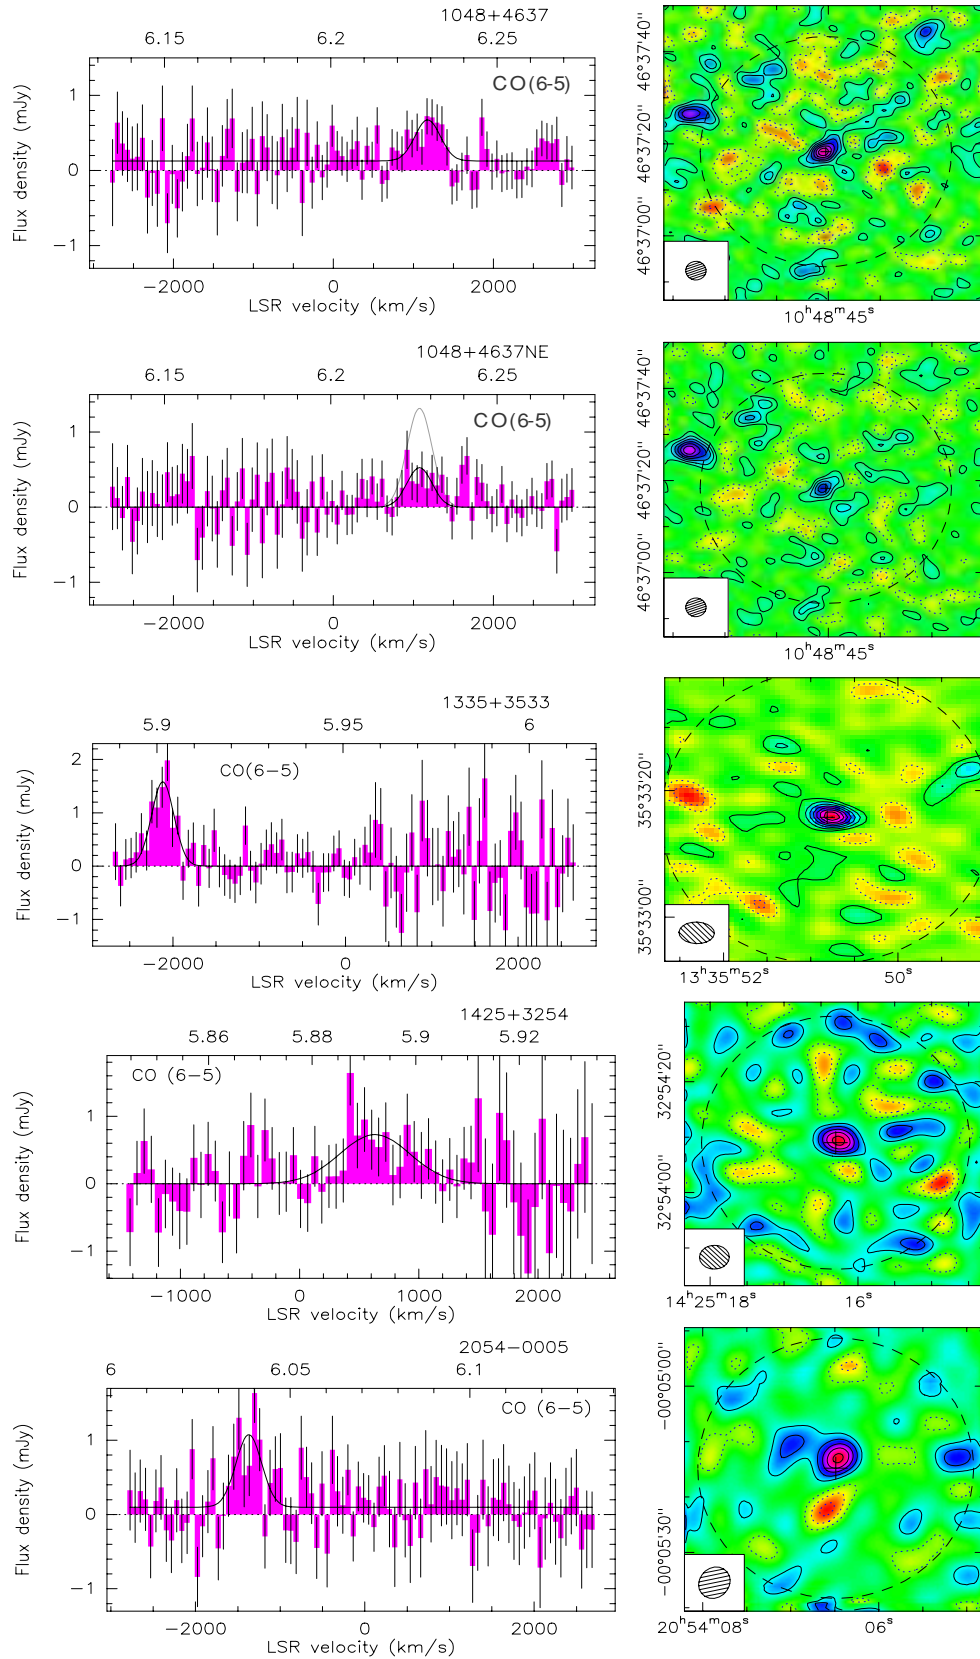 1048+4637
6.15 6.2 6.25
CO(6-5)
Flux density (mJy)
1
0
−1
−2000 0 2000
LSR velocity (km/s)
46°37'40"
46°37'20"
46°37'00"
10h48m45s
1048+4637NE
6.15 6.2 6.25
CO(6-5)
Flux density (mJy)
1
0
−1
−2000 0 2000
LSR velocity (km/s)
46°37'40"
46°37'20"
46°37'00"
10h48m45s
1335+3533
5.9 5.95 6
CO(6−5)
Flux density (mJy)
2
1
0
−1
−2000 0 2000
LSR velocity (km/s)
35°33'20"
35°33'00"
13h35m52s 50s
1425+3254
5.86 5.88 5.9 5.92
CO (6−5)
Flux density (mJy)
1
0
−1
−1000 0 1000 2000
LSR velocity (km/s)
32°54'20"
32°54'00"
14h25m18s 16s
2054−0005
6 6.05 6.1
CO (6−5)
Flux density (mJy)
1
0
−1
−2000 0 2000
LSR velocity (km/s)
−00°05'00"
−00°05'30"
20h54m08s 06s